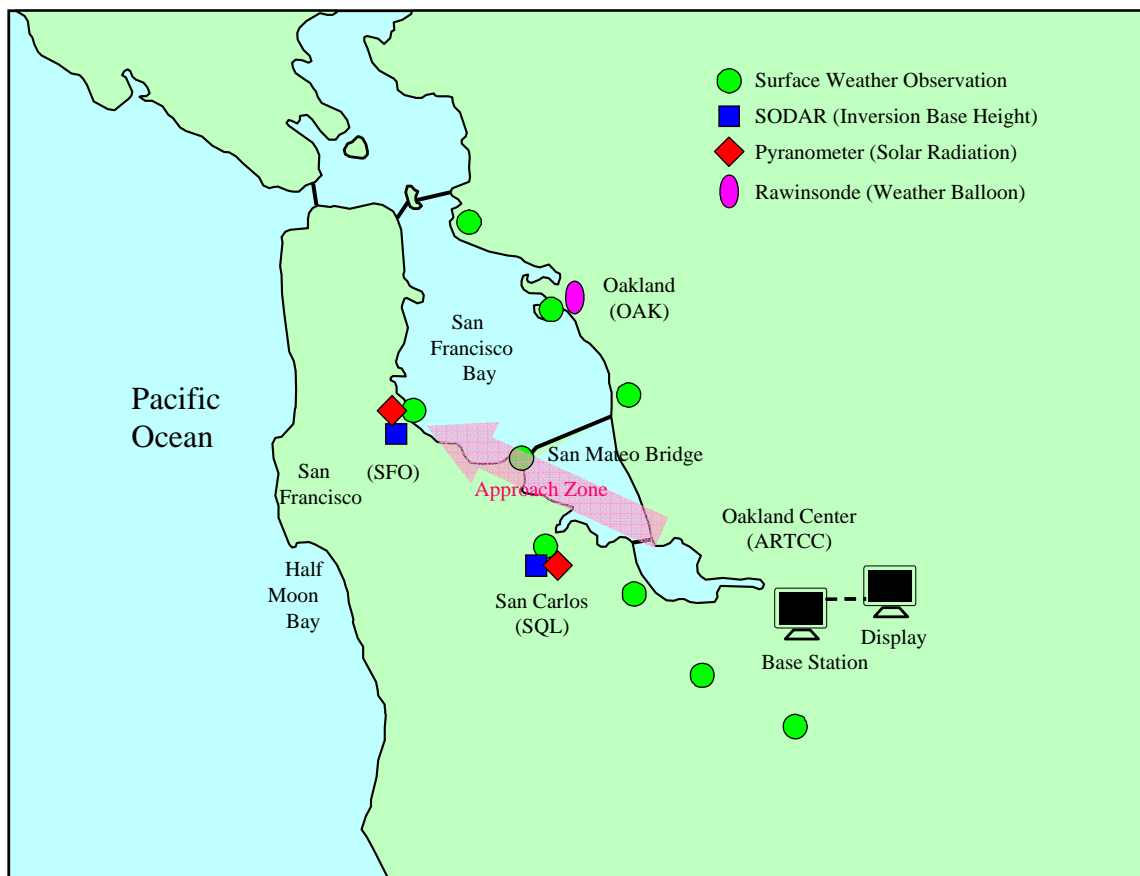 Surface Weather Observation
SODAR (Inversion Base Height)
Pyranometer (Solar Radiation)
Rawinsonde (Weather Balloon)
Oakland
(OAK)
San
Francisco
Bay
Pacific
Ocean
San Mateo Bridge
San
Francisco
(SFO)
Approach Zone
Oakland Center
(ARTCC)
Half
Moon
Bay
San Carlos
(SQL)
Display
Base Station